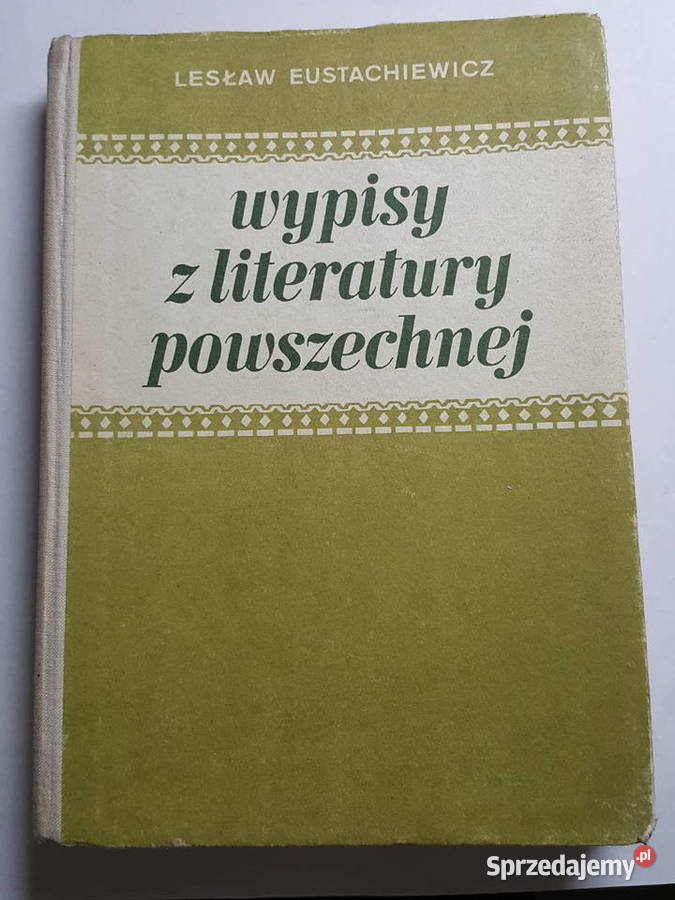 LESŁAW EUSTACHIEWICZ
wypisy
z literatury
powszechnej
Sprzedajemy.pl